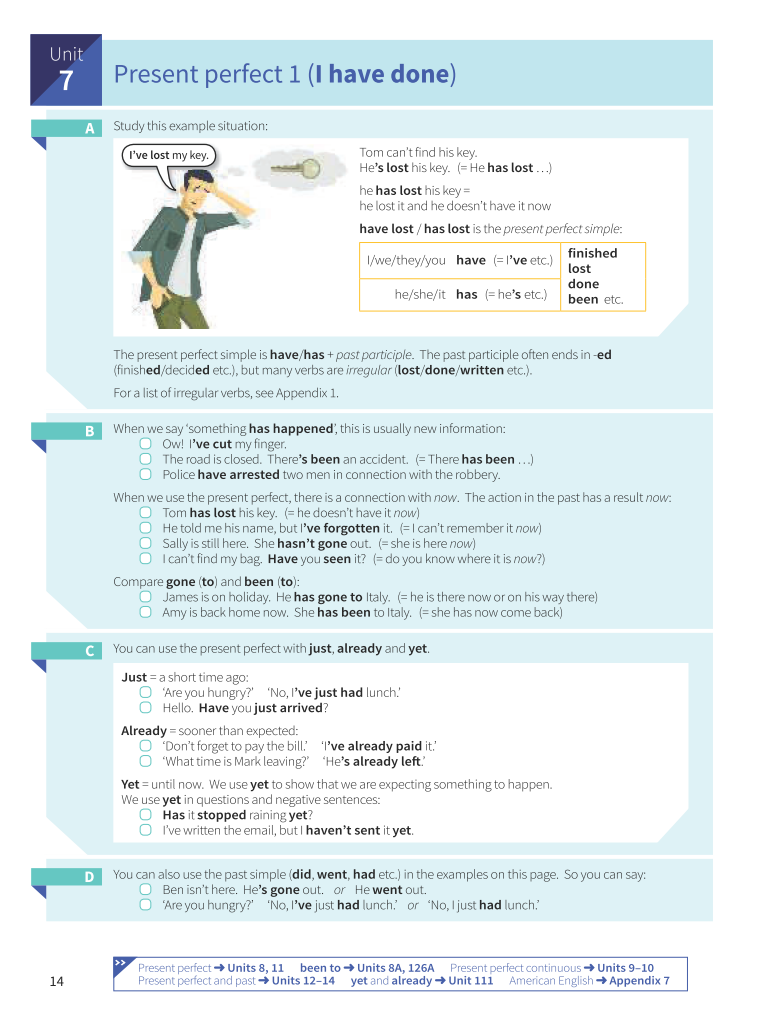 Unit
7
Present perfect 1 (I have done)
A
Study this example situation:
I’ve lost my key.
Tom can’t find his key.
He’s lost his key. (= He has lost …)
he has lost his key =
he lost it and he doesn’t have it now
have lost / has lost is the present perfect simple:
I/we/they/you have (= I’ve etc.)
he/she/it has (= he’s etc.)
finished
lost
done
been etc.
The present perfect simple is have/has + past participle. The past participle often ends in -ed
(finished/decided etc.), but many verbs are irregular (lost/done/written etc.).
For a list of irregular verbs, see Appendix 1.
B
When we say ‘something has happened’, this is usually new information:
Ow! I’ve cut my finger.
The road is closed. There’s been an accident. (= There has been …)
Police have arrested two men in connection with the robbery.
When we use the present perfect, there is a connection with now. The action in the past has a result now:
Tom has lost his key. (= he doesn’t have it now)
He told me his name, but I’ve forgotten it. (= I can’t remember it now)
Sally is still here. She hasn’t gone out. (= she is here now)
I can’t find my bag. Have you seen it? (= do you know where it is now?)
Compare gone (to) and been (to):
James is on holiday. He has gone to Italy. (= he is there now or on his way there)
Amy is back home now. She has been to Italy. (= she has now come back)
C
You can use the present perfect with just, already and yet.
Just = a short time ago:
‘Are you hungry?’ ‘No, I’ve just had lunch.’
Hello. Have you just arrived?
Already = sooner than expected:
‘Don’t forget to pay the bill.’ ‘I’ve already paid it.’
‘What time is Mark leaving?’ ‘He’s already left.’
Yet = until now. We use yet to show that we are expecting something to happen.
We use yet in questions and negative sentences:
Has it stopped raining yet?
I’ve written the email, but I haven’t sent it yet.
D
You can also use the past simple (did, went, had etc.) in the examples on this page. So you can say:
Ben isn’t here. He’s gone out. or He went out.
‘Are you hungry?’ ‘No, I’ve just had lunch.’ or ‘No, I just had lunch.’
>>
Present perfect ➜ Units 8, 11 been to ➜ Units 8A, 126A Present perfect continuous ➜ Units 9–10
Present perfect and past ➜ Units 12–14 yet and already ➜ Unit 111 American English ➜ Appendix 7
14